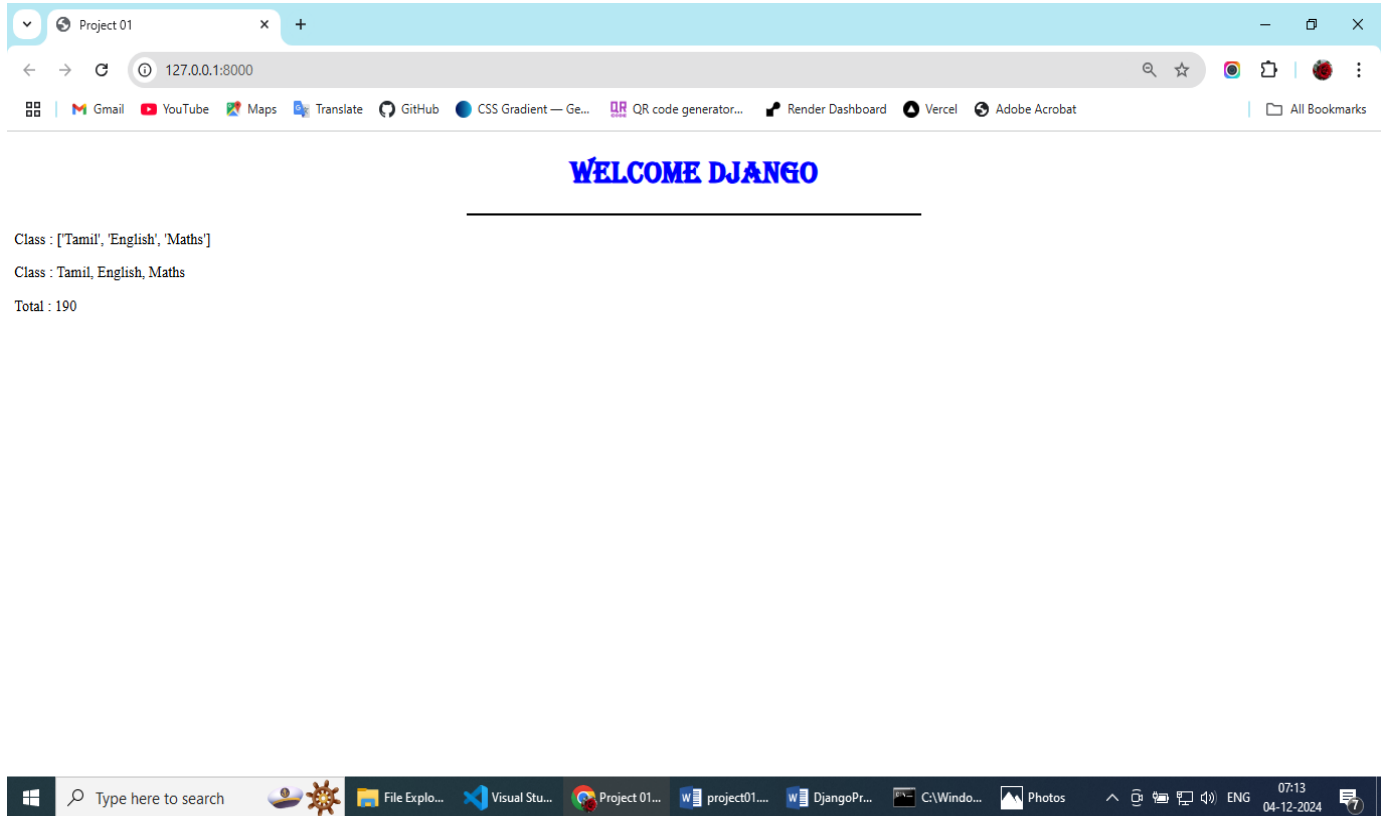 Project 01
127.0.0.1:8000
Gmail YouTube Maps Translate GitHub CSS Gradient — Ge... QR code generator... Render Dashboard Vercel Adobe Acrobat All Bookmarks
WELCOME DJANGO
Class : ['Tamil', 'English', 'Maths']
Class : Tamil, English, Maths
Total : 190
Type here to search File Explo... Visual Stu... Project 01... project01.... DjangoPr... C:\Windo... Photos ENG 07:13
04-12-2024 7